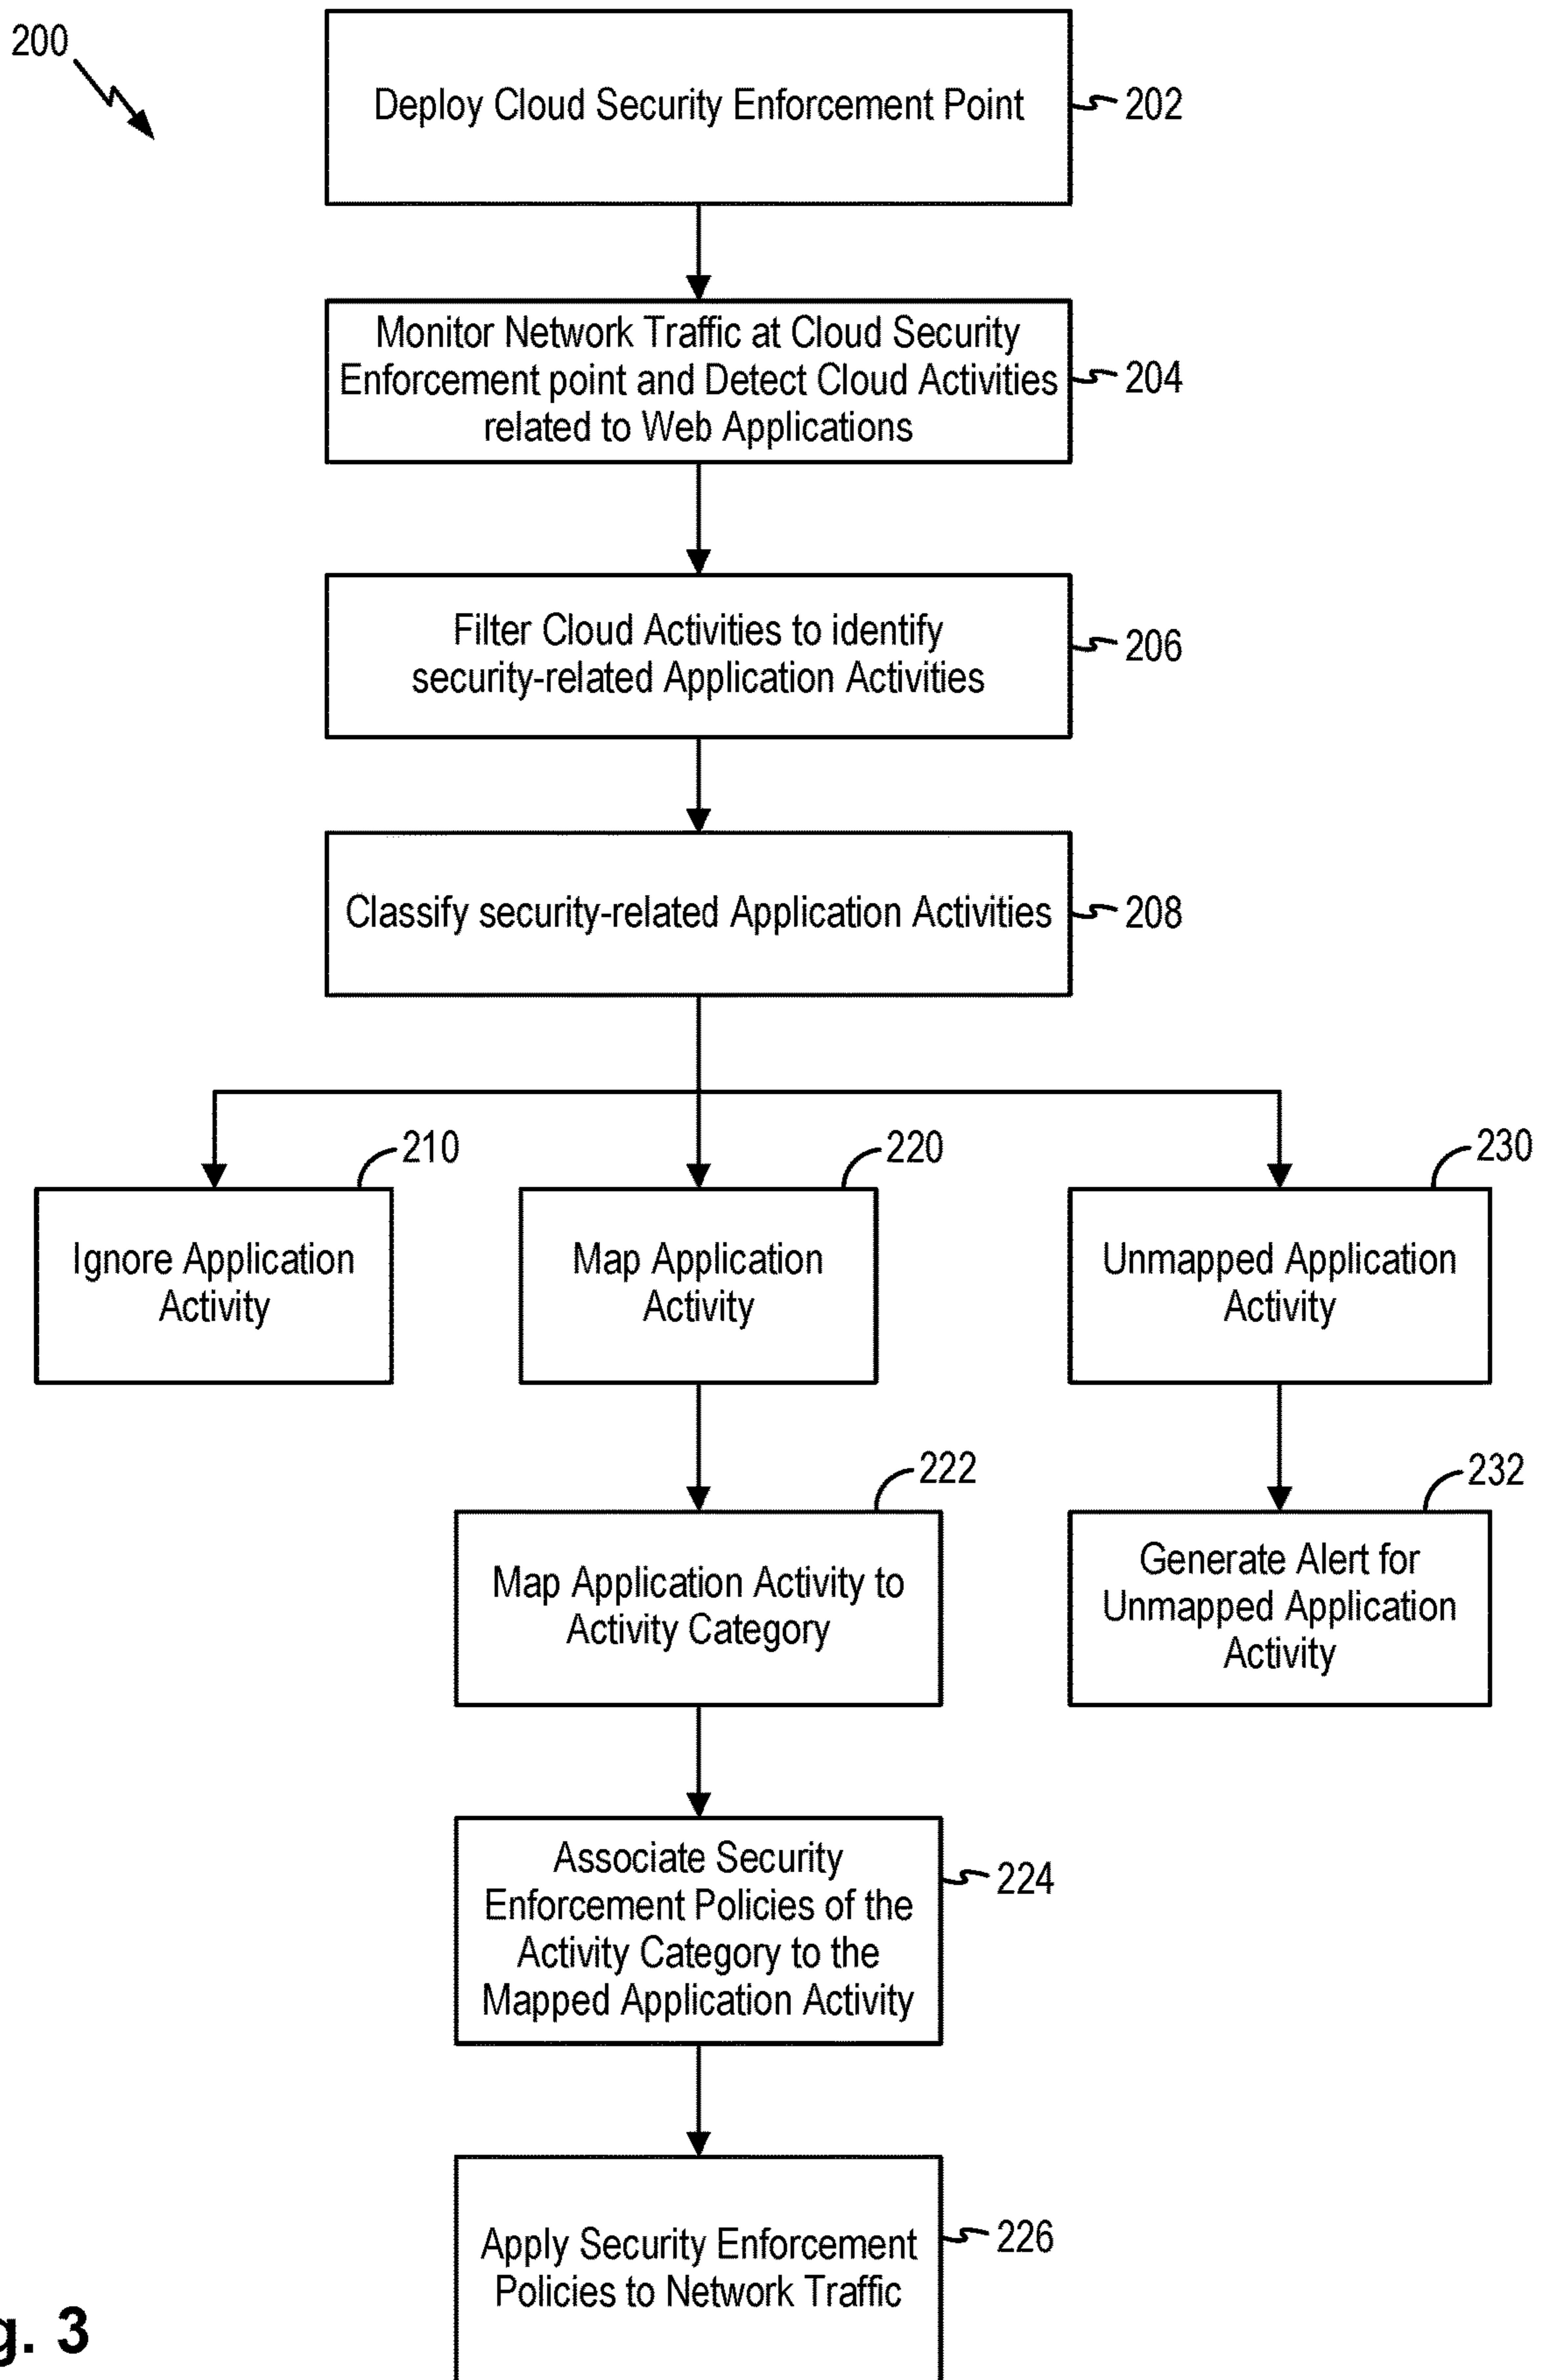 200
Deploy Cloud Security Enforcement Point
202
Monitor Network Traffic at Cloud Security
Enforcement point and Detect Cloud Activities
related to Web Applications
204
Filter Cloud Activities to identify
security-related Application Activities
206
Classify security-related Application Activities
208
210
Ignore Application
Activity
220
Map Application
Activity
230
Unmapped Application
Activity
222
Map Application Activity to
Activity Category
232
Generate Alert for
Unmapped Application
Activity
Associate Security
Enforcement Policies of the
Activity Category to the
Mapped Application Activity
224
Apply Security Enforcement
Policies to Network Traffic
226
g. 3